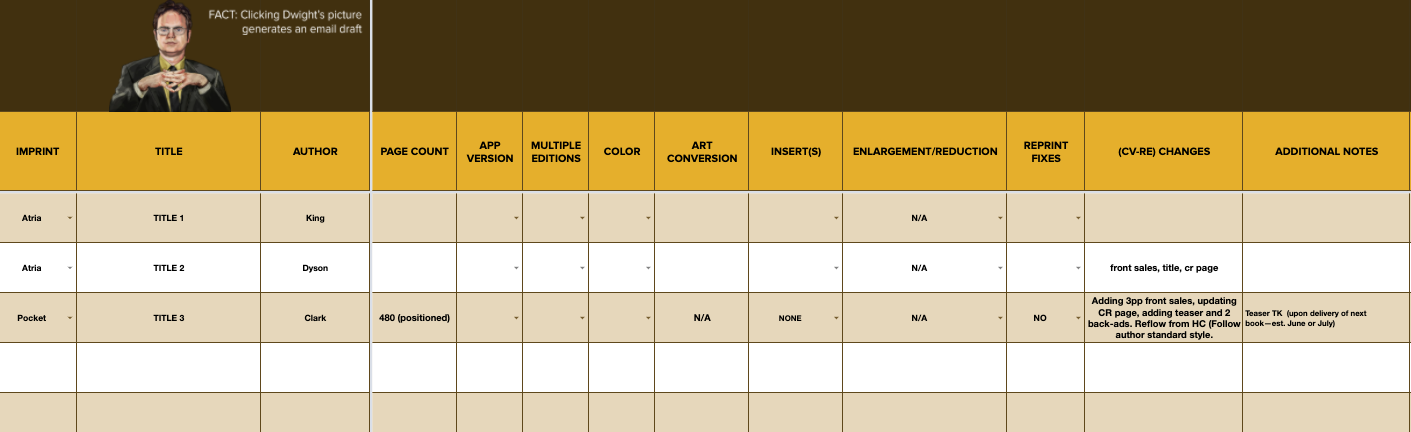 FACT: Clicking Dwight's picture
generates an email draft
IMPRINT TITLE AUTHOR PAGE COUNT APP VERSION MULTIPLE EDITIONS COLOR ART CONVERSION INSERT(S) ENLARGEMENT/REDUCTION REPRINT FIXES (CV-RE) CHANGES ADDITIONAL NOTES
Atria TITLE 1 King N/A
Atria TITLE 2 Dyson N/A front sales, title, cr page
Pocket TITLE 3 Clark 480 (positioned) N/A NONE N/A NO
Adding 3pp front sales, updating
CR page, adding teaser and 2
back-ads. Reflow from HC (Follow
author standard style.
Teaser TK (upon delivery of next
book—est. June or July)